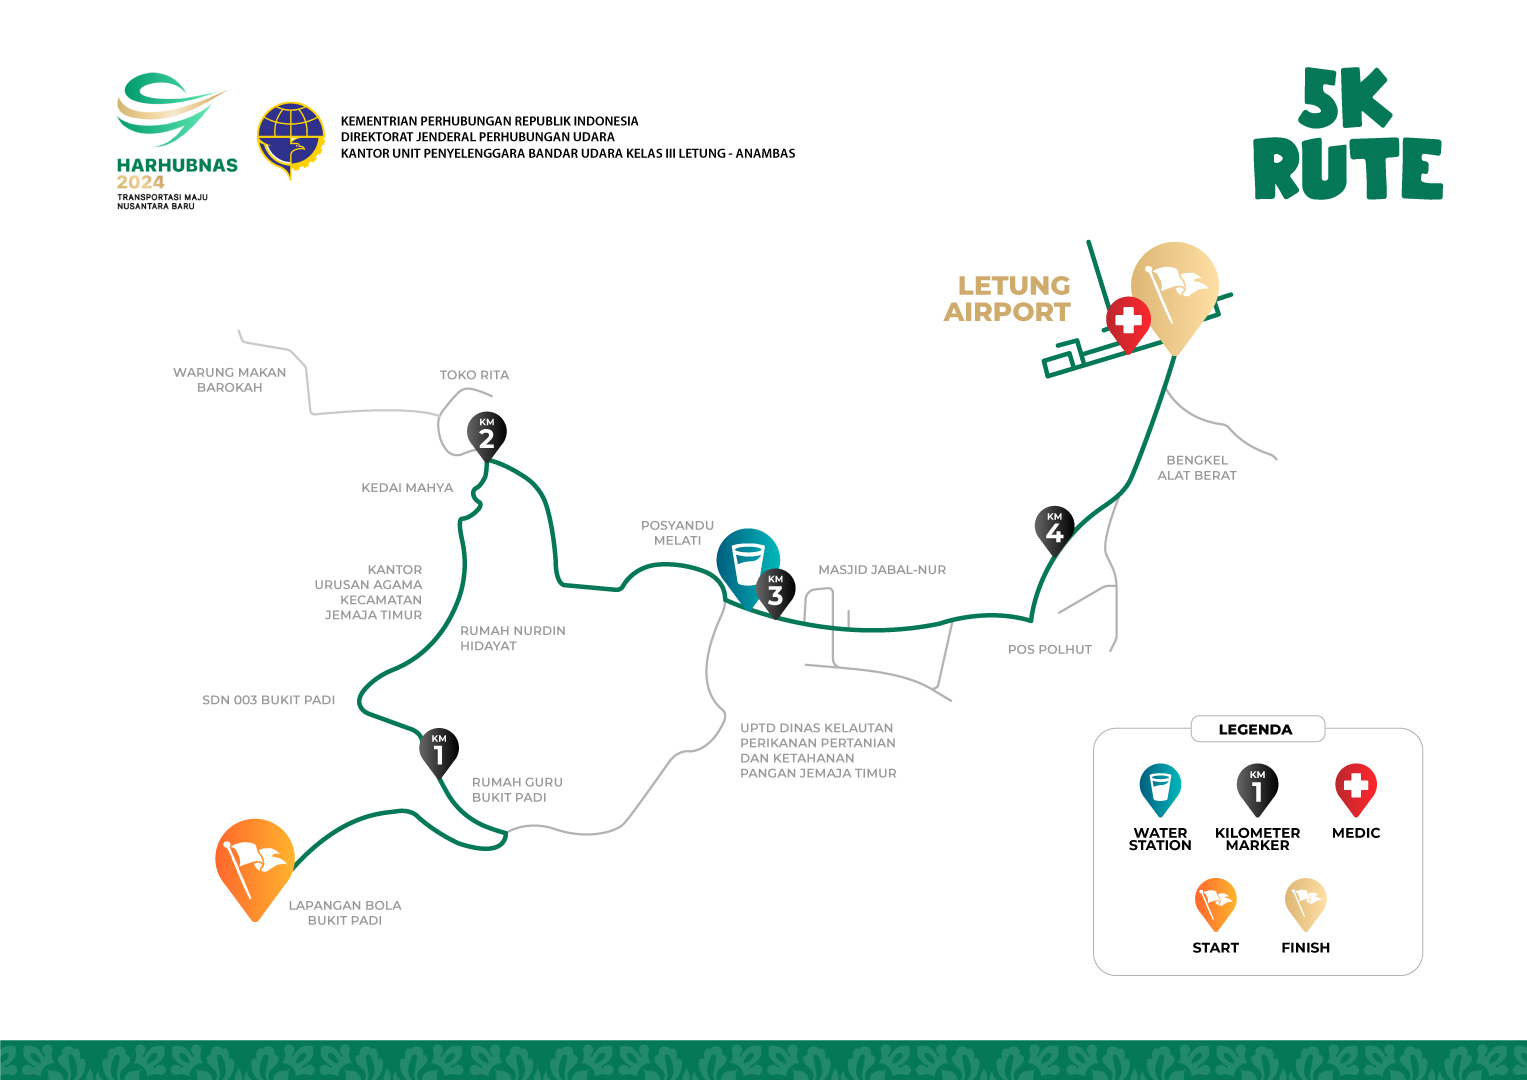 HARHUBNAS
2024
TRANSPORTASI MAJU
NUSANTARA BARU
KEMENTRIAN PERHUBUNGAN REPUBLIK INDONESIA
DIREKTORAT JENDERAL PERHUBUNGAN UDARA
KANTOR UNIT PENYELENGGARA BANDAR UDARA KELAS III LETUNG - ANAMBAS
5K
RUTE
LETUNG
AIRPORT
WARUNG MAKAN
BAROKAH
TOKO RITA
KM
2
KEDAI MAHYA
BENGKEL
ALAT BERAT
POSYANDU
MELATI
KM
4
KANTOR
URUSAN AGAMA
KECAMATAN
JEMAJA TIMUR
KM
3
MASJID JABAL-NUR
RUMAH NURDIN
HIDAYAT
POS POLHUT
SDN 003 BUKIT PADI
KM
1
UPTD DINAS KELAUTAN
PERIKANAN PERTANIAN
DAN KETAHANAN
PANGAN JEMAJA TIMUR
RUMAH GURU
BUKIT PADI
LAPANGAN BOLA
BUKIT PADI
LEGENDA
KM
1
WATER
STATION
KILOMETER
MARKER
MEDIC
START
FINISH